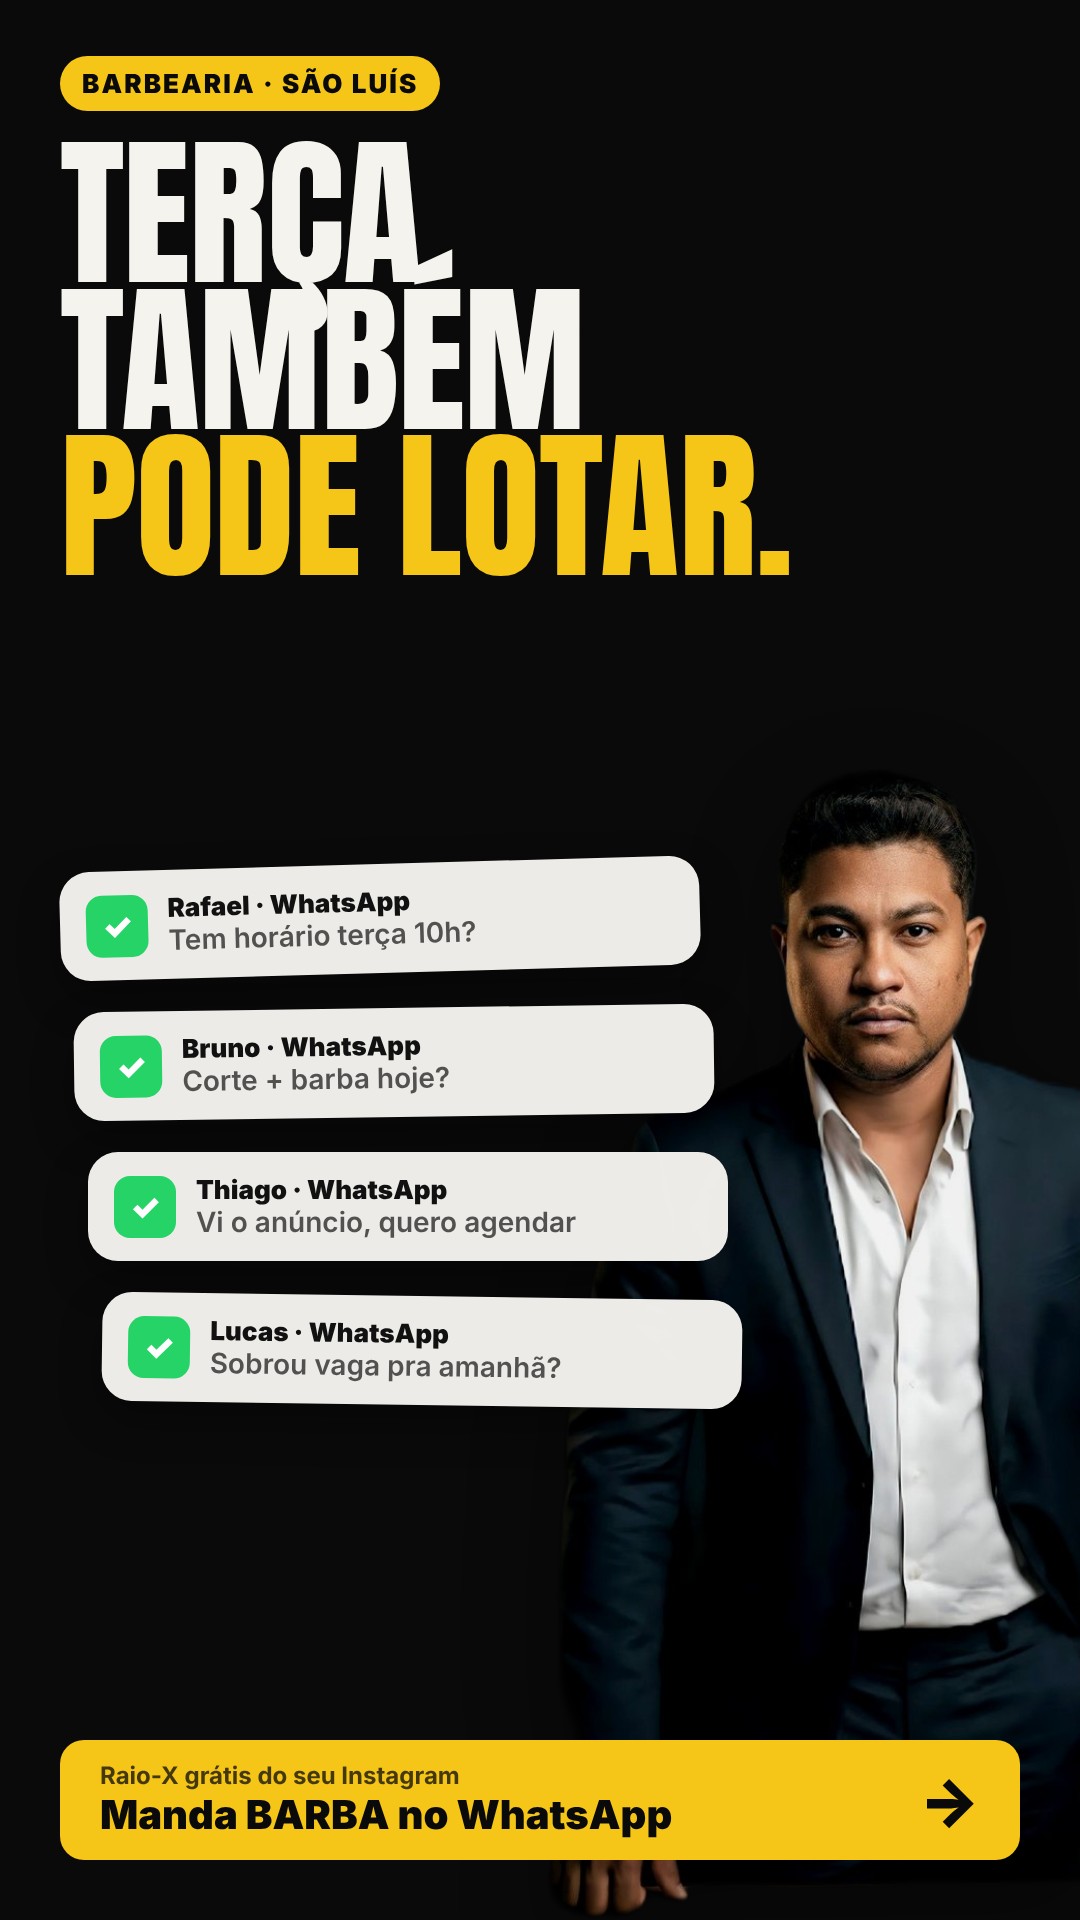 BARBEARIA · SÃO LUÍS
TERÇA
TAMBÉM
PODE LOTAR.
Rafael · WhatsApp
Tem horário terça 10h?
Bruno · WhatsApp
Corte + barba hoje?
Thiago · WhatsApp
Vi o anúncio, quero agendar
Lucas · WhatsApp
Sobrou vaga pra amanhã?
Raio-X grátis do seu Instagram
Manda BARBA no WhatsApp